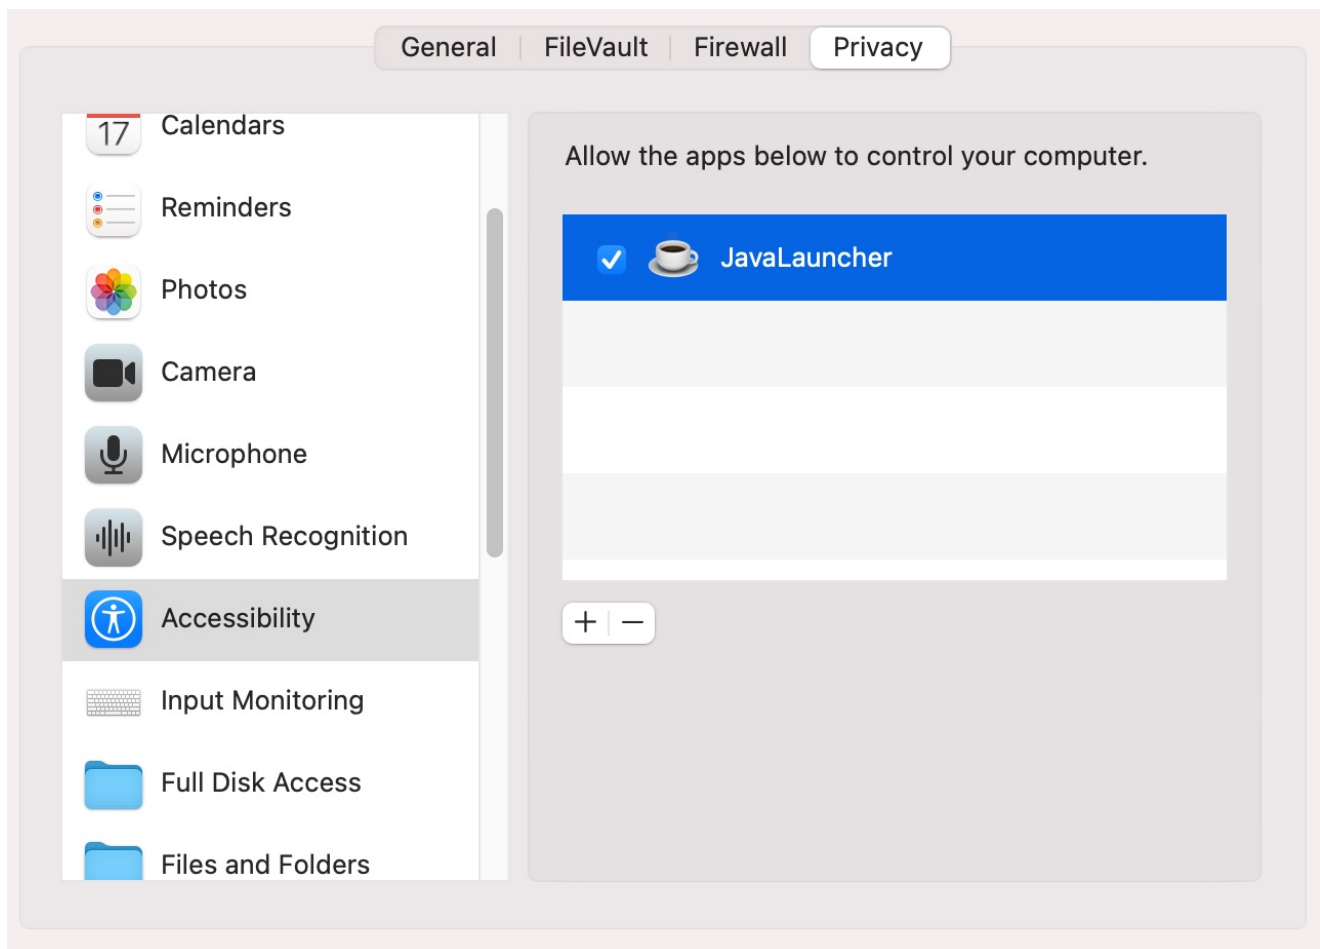 General
FileVault
Firewall
Privacy
17
Calendars
Reminders
Photos
Camera
Microphone
Speech Recognition
Accessibility
Input Monitoring
Full Disk Access
Files and Folders
Allow the apps below to control your computer.
JavaLauncher